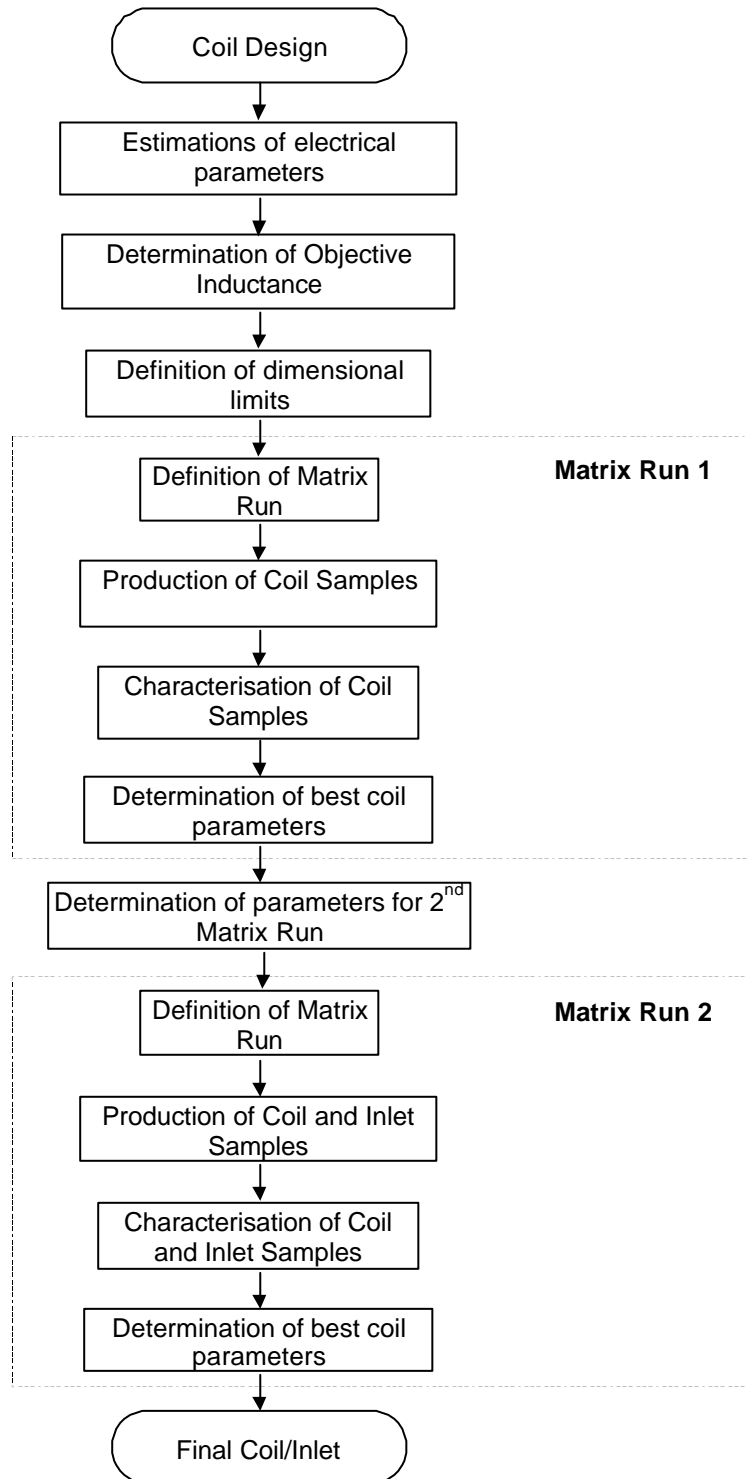 Coil Design
Estimations of electrical
parameters
Determination of Objective
Inductance
Definition of dimensional
limits
Matrix Run 1
Definition of Matrix
Run
Production of Coil Samples
Characterisation of Coil
Samples
Determination of best coil
parameters
Determination of parameters for 2nd
Matrix Run
Matrix Run 2
Definition of Matrix
Run
Production of Coil and Inlet
Samples
Characterisation of Coil
and Inlet Samples
Determination of best coil
parameters
Final Coil/Inlet